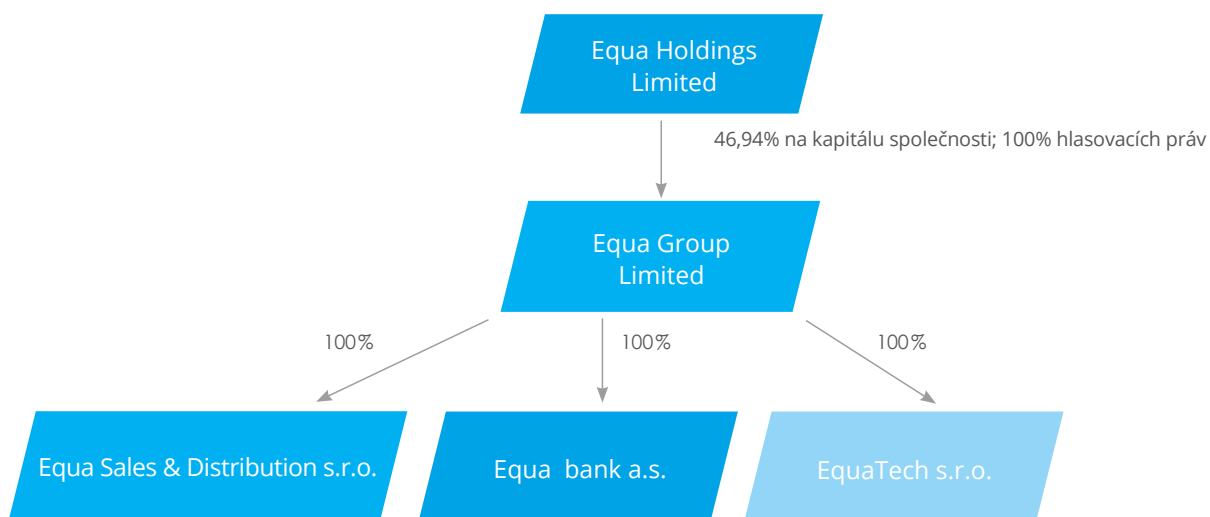 Equa Holdings
Limited
46,94% na kapitálu společnosti; 100% hlasovacích práv
Equa Group
Limited
100%
100%
100%
Equa Sales & Distribution s.r.o.
Equa bank a.s.
EquaTech s.r.o.